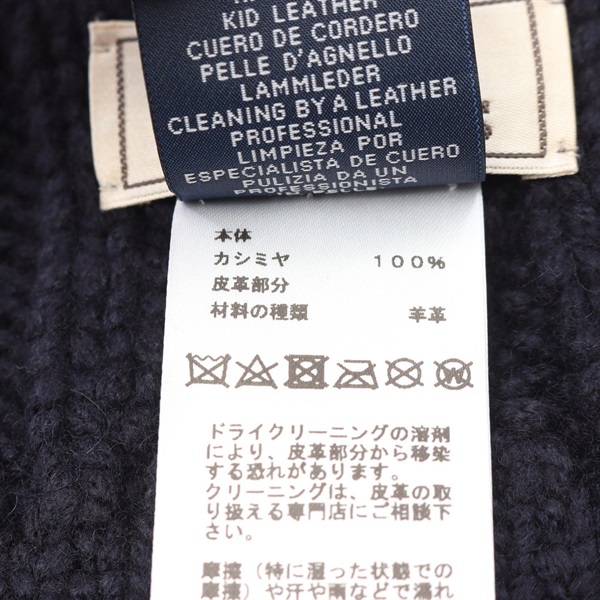 KID LEATHER
CUERO DE CORDERO
PELLE D'AGNELLO
LAMMLEDER
CLEANING BY A LEATHER
PROFESSIONAL
LIMPIEZA POR
ESPECIALISTA DE CUERO
PULIZIA DA UN
PROFESSIONISTA
本体
カシミヤ 100%
皮革部分
材料の種類 羊革
W
ドライクリーニングの溶剤
により、皮革部分から移染
する恐れがあります。
クリーニングは、皮革の取
り扱える専門店にご相談下
さい。
摩擦(特に湿った状態での
摩擦)や汗や雨などで濡れ